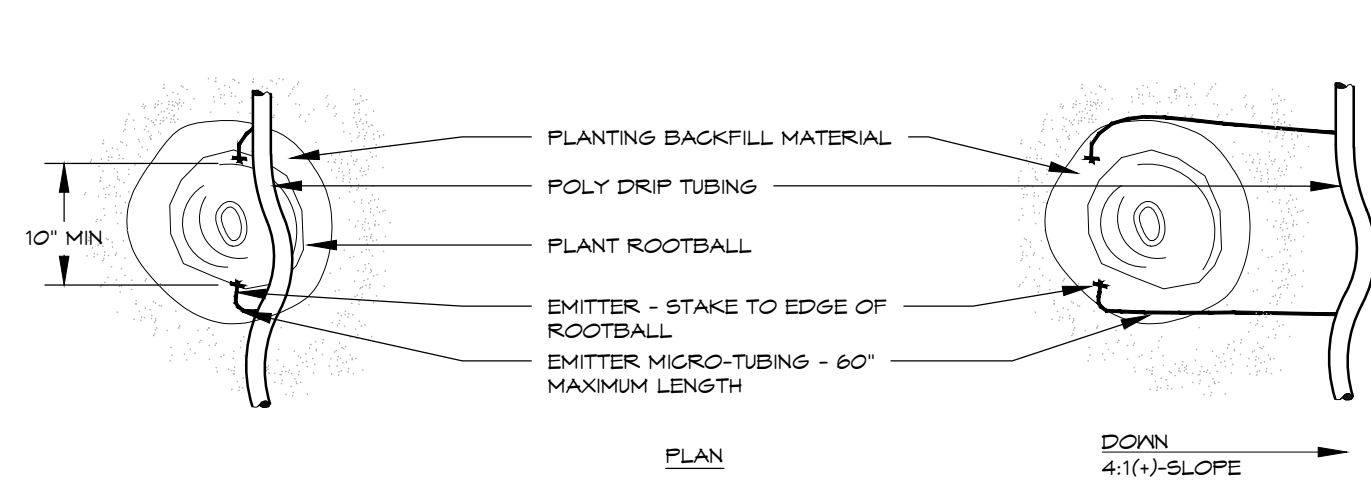 PLANTING BACKFILL MATERIAL
POLY DRIP TUBING
10" MIN
PLANT ROOTBALL
EMITTER - STAKE TO EDGE OF
ROOTBALL
EMITTER MICRO-TUBING - 60"
MAXIMUM LENGTH
PLAN
DOWN
4:1(+)-SLOPE